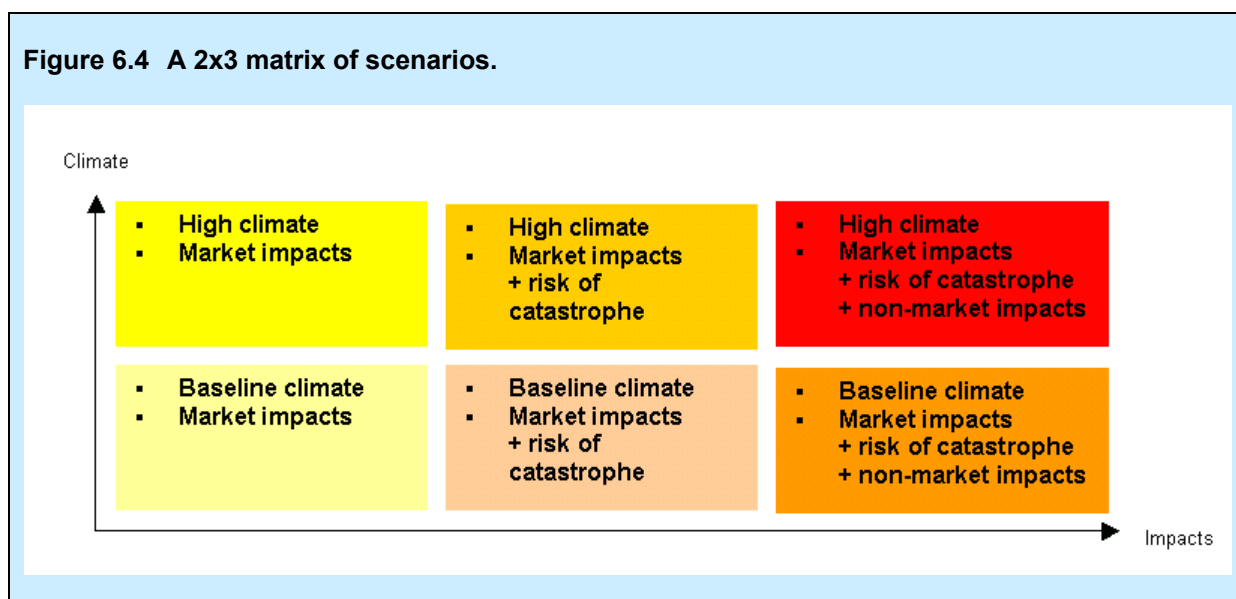 Figure 6.4 A 2x3 matrix of scenarios.
Climate
▪ High climate
▪ Market impacts
▪ High climate
▪ Market impacts
+ risk of
catastrophe
▪ High climate
▪ Market impacts
+ risk of catastrophe
+ non-market impacts
▪ Baseline climate
▪ Market impacts
▪ Baseline climate
▪ Market impacts
+ risk of
catastrophe
▪ Baseline climate
▪ Market impacts
+ risk of catastrophe
+ non-market impacts
Impacts